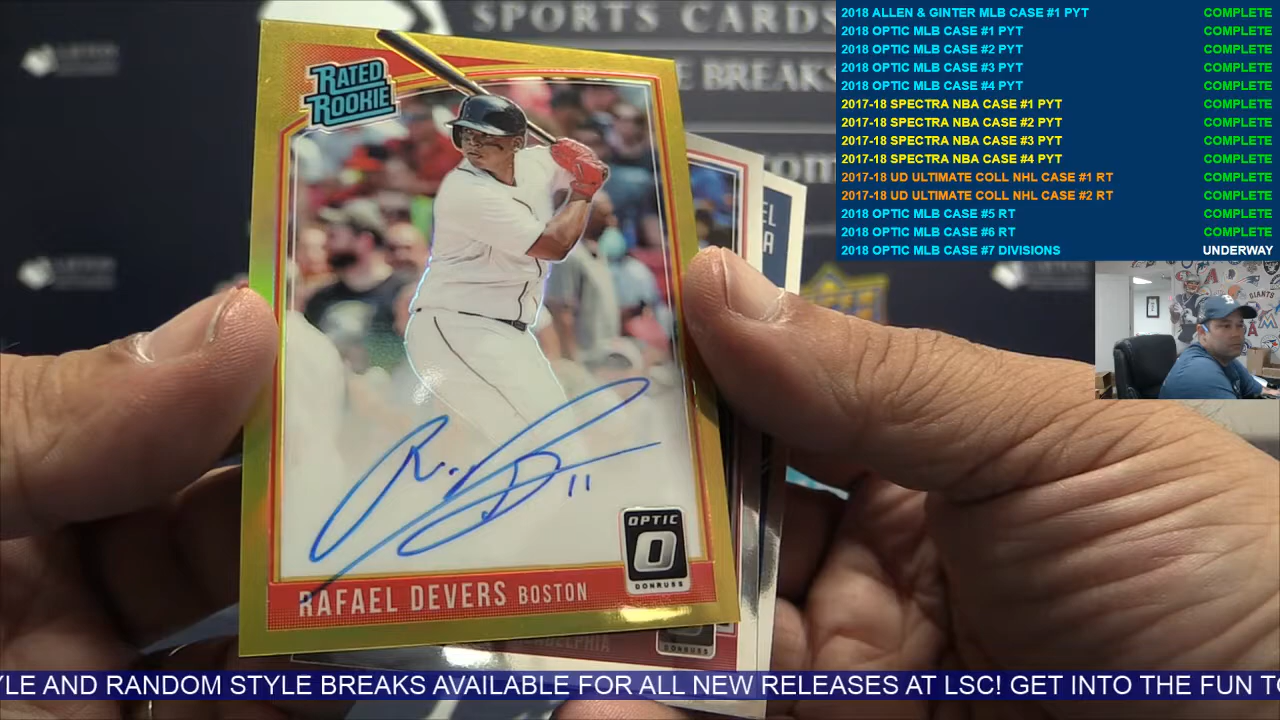 SPORTS CARDS
E BREAKS
com
2018 ALLEN & GINTER MLB CASE #1 PYT COMPLETE
2018 OPTIC MLB CASE #1 PYT COMPLETE
2018 OPTIC MLB CASE #2 PYT COMPLETE
2018 OPTIC MLB CASE #3 PYT COMPLETE
2018 OPTIC MLB CASE #4 PYT COMPLETE
2017-18 SPECTRA NBA CASE #1 PYT COMPLETE
2017-18 SPECTRA NBA CASE #2 PYT COMPLETE
2017-18 SPECTRA NBA CASE #3 PYT COMPLETE
2017-18 SPECTRA NBA CASE #4 PYT COMPLETE
2017-18 UD ULTIMATE COLL NHL CASE #1 RT COMPLETE
2017-18 UD ULTIMATE COLL NHL CASE #2 RT COMPLETE
2018 OPTIC MLB CASE #5 RT COMPLETE
2018 OPTIC MLB CASE #6 RT COMPLETE
2018 OPTIC MLB CASE #7 DIVISIONS UNDERWAY
RATED
ROOKIE
EL
A
GIANTS
11
OPTIC
O
DONRUSS
RAFAEL DEVERS BOSTON
DONRUSS
YLE AND RANDOM STYLE BREAKS AVAILABLE FOR ALL NEW RELEASES AT LSC! GET INTO THE FUN TO